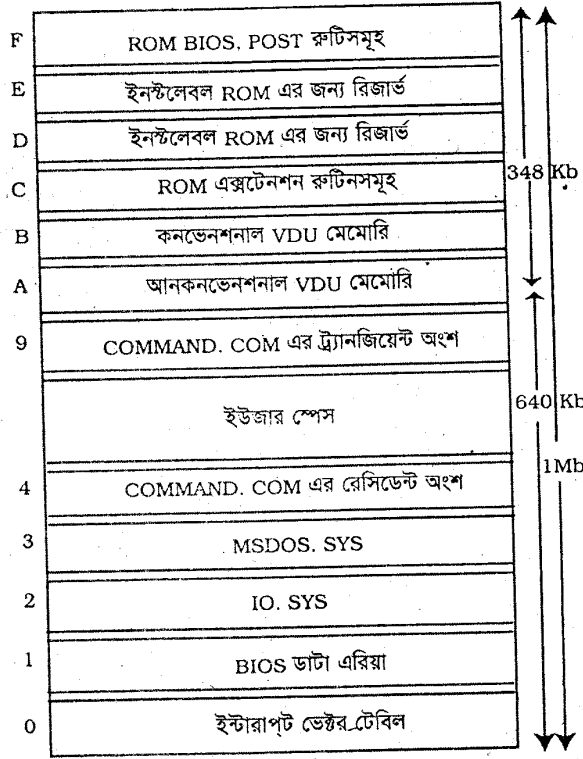 F ROM BIOS. POST রুটিসমূহ
E ইনস্টলেবল ROM এর জন্য রিজার্ভ
D ইনস্টলেবল ROM এর জন্য রিজার্ভ
C ROM এক্সটেনশন রুটিনসমূহ
348 Kb
B কনভেনশনাল VDU মেমোরি
A আনকনভেনশনাল VDU মেমোরি
9 COMMAND. COM এর ট্র্যানজিয়েন্ট অংশ
ইউজার স্পেস
640 Kb
1Mb
4 COMMAND. COM এর রেসিডেন্ট অংশ
3 MSDOS. SYS
2 IO. SYS
1 BIOS ডাটা এরিয়া
0 ইন্টারাপ্ট ভেক্টর টেবিল